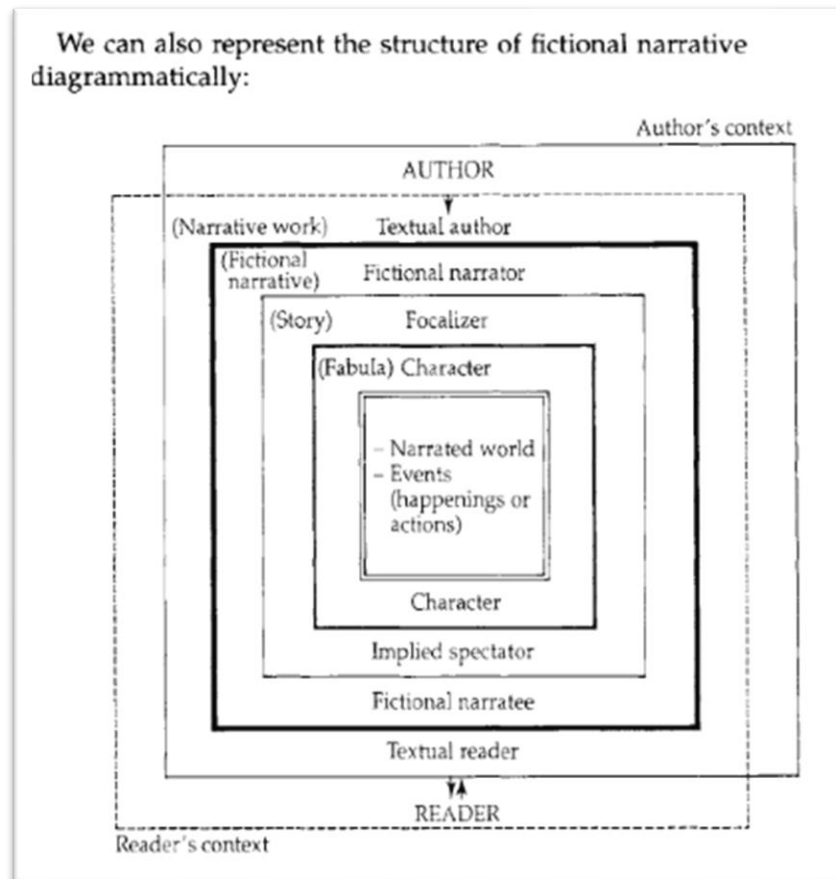 We can also represent the structure of fictional narrative
diagrammatically:
Author's context
AUTHOR
(Narrative work) Textual author
(Fictional
narrative) Fictional narrator
(Story) Focalizer
(Fabula) Character
- Narrated world
- Events
(happenings or
actions)
Character
Implied spectator
Fictional narratee
Textual reader
READER
Reader's context